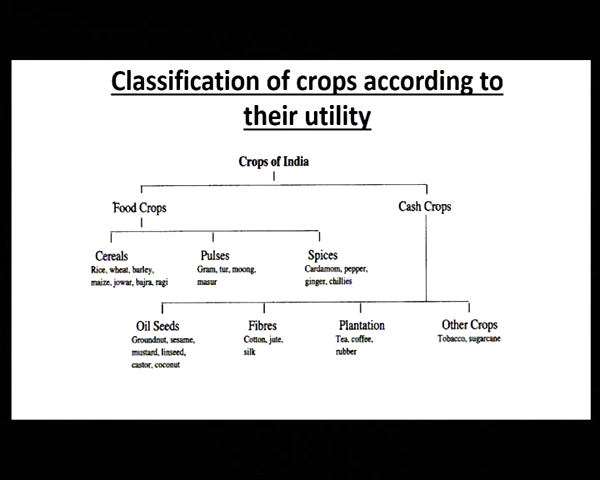 Classification of crops according to
their utility
Crops of India
Food Crops
Cash Crops
Cereals
Rice, wheat, barley,
maize, jowar, bajra, ragi
Pulses
Gram, tur, moong,
masur
Spices
Cardamom, pepper,
ginger, chillies
Oil Seeds
Groundnut, sesame,
mustard, linseed,
castor, coconut
Fibres
Cotton, jute,
silk
Plantation
Tea, coffee,
rubber
Other Crops
Tobacco, sugarcane